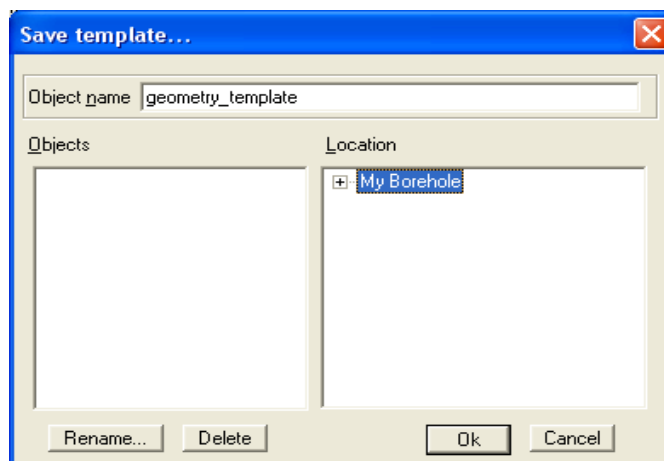 Save template...
Object name geometry_template
Objects Location
My Borehole
Rename... Delete Ok Cancel